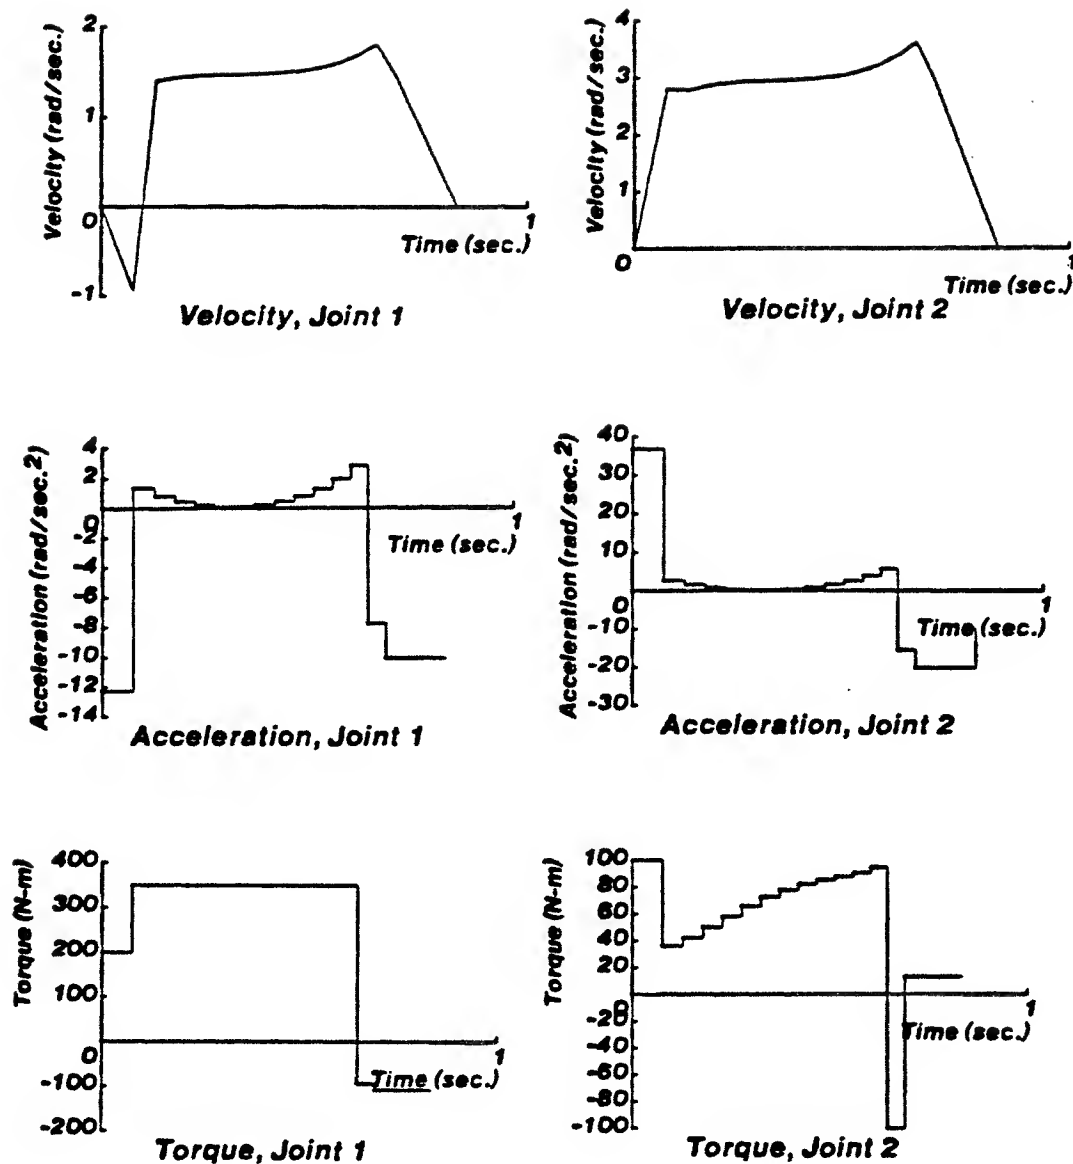 2
1
0
-1
Velocity (rad/sec.)
1
Time (sec.)
Velocity, Joint 1
4
3
2
1
0
Velocity (rad/sec.)
1
Time (sec.)
Velocity, Joint 2
4
2
0
-2
-4
-6
-8
-10
-12
-14
Acceleration (rad/sec.2)
1
Time (sec.)
Acceleration, Joint 1
40
30
20
10
0
-10
-20
-30
Acceleration (rad/sec.2)
1
Time (sec.)
Acceleration, Joint 2
400
300
200
100
0
-100
-200
Torque (N-m)
1
Time (sec.)
Torque, Joint 1
100
80
60
40
20
0
-20
-40
-60
-80
-100
Torque (N-m)
1
Time (sec.)
Torque, Joint 2